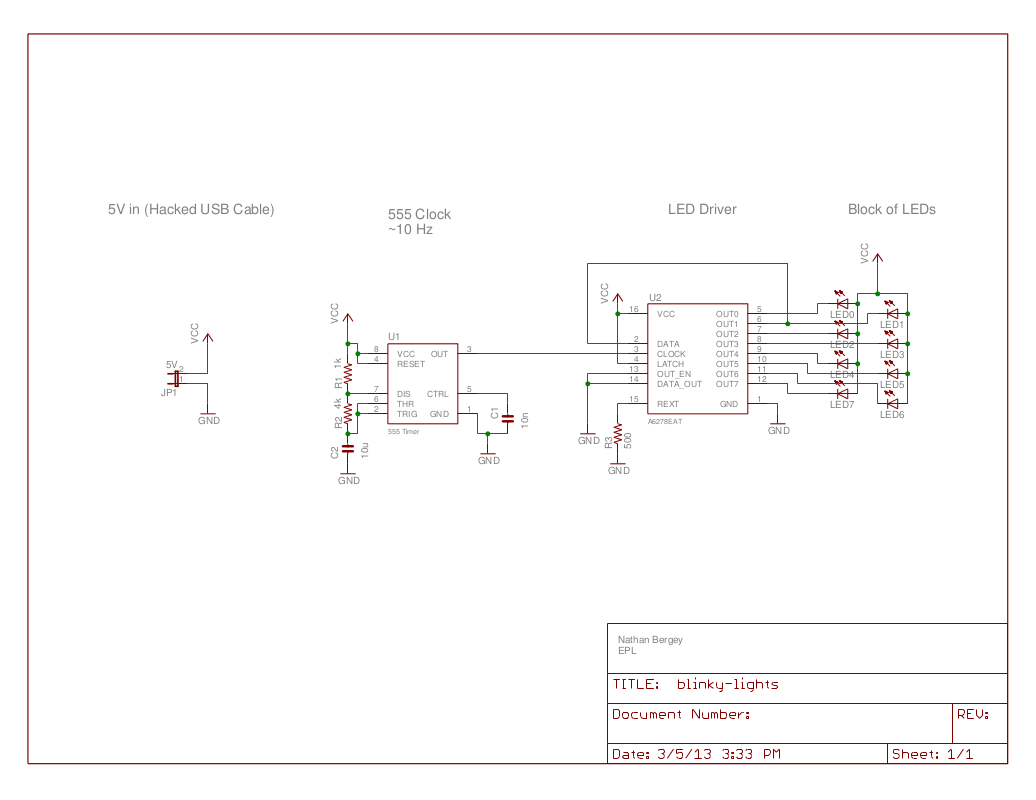 5V in (Hacked USB Cable)
555 Clock
~10 Hz
LED Driver
Block of LEDs
VCC
5V
2
1
JP1
GND
VCC
R1
1k
R2
4k
C2
10u
GND
U1
8
VCC
OUT
3
4
RESET
7
DIS
CTRL
5
6
THR
2
TRIG
GND
1
555 Timer
C1
10n
GND
VCC
U2
16
VCC
OUT0
5
OUT1
6
OUT2
7
2
DATA
OUT3
8
3
CLOCK
OUT4
9
4
LATCH
OUT5
10
13
OUT_EN
OUT6
11
14
DATA_OUT
OUT7
12
15
REXT
GND
1
A6278EAT
GND
R3
500
GND
GND
VCC
LED0
LED1
LED2
LED3
LED4
LED5
LED7
LED6
Nathan Bergey
EPL
TITLE: blinky-lights
Document Number:
REV:
Date: 3/5/13 3:33 PM
Sheet: 1/1